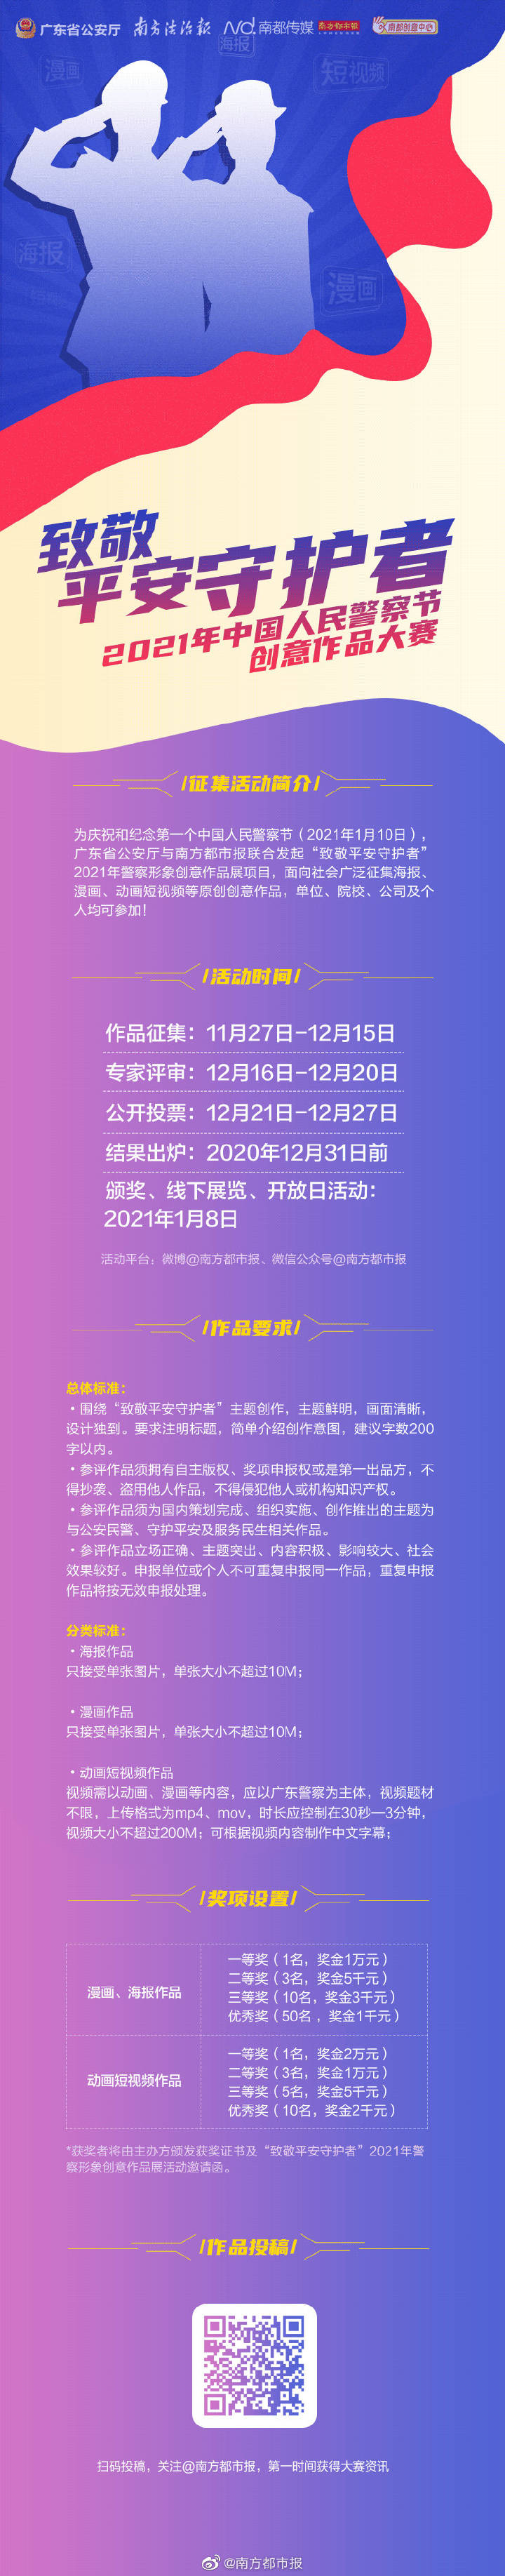 广东省公安厅 南方法治报 Nd 南都传媒 南方都市报 南都创意中心
海报
漫画
短视频
海报
漫画
致敬
平安守护者
2021年中国人民警察节
创意作品大赛
征集活动简介
为庆祝和纪念第一个中国人民警察节（2021年1月10日），
广东省公安厅与南方都市报联合发起“致敬平安守护者”
2021年警察形象创意作品展项目，面向社会广泛征集海报、
漫画、动画短视频等原创创意作品，单位、院校、公司及个
人均可参加！
活动时间
作品征集：11月27日-12月15日
专家评审：12月16日-12月20日
公开投票：12月21日-12月27日
结果出炉：2020年12月31日前
颁奖、线下展览、开放日活动：
2021年1月8日
活动平台：微博@南方都市报、微信公众号@南方都市报
作品要求
总体标准：
·围绕“致敬平安守护者”主题创作，主题鲜明，画面清晰，
设计独到。要求注明标题，简单介绍创作意图，建议字数200
字以内。
·参评作品须拥有自主版权、奖项申报权或是第一出品方，不
得抄袭、盗用他人作品，不得侵犯他人或机构知识产权。
·参评作品须为国内策划完成、组织实施、创作推出的主题为
与公安民警、守护平安及服务民生相关作品。
·参评作品立场正确、主题突出、内容积极、影响较大、社会
效果较好。申报单位或个人不可重复申报同一作品，重复申报
作品将按无效申报处理。
分类标准：
·海报作品
只接受单张图片，单张大小不超过10M；
·漫画作品
只接受单张图片，单张大小不超过10M；
·动画短视频作品
视频需以动画、漫画等内容，应以广东警察为主体，视频题材
不限，上传格式为mp4、mov，时长应控制在30秒—3分钟，
视频大小不超过200M；可根据视频内容制作中文字幕；
奖项设置
漫画、海报作品
一等奖（1名，奖金1万元）
二等奖（3名，奖金5千元）
三等奖（10名，奖金3千元）
优秀奖（50名，奖金1千元）
动画短视频作品
一等奖（1名，奖金2万元）
二等奖（3名，奖金1万元）
三等奖（5名，奖金5千元）
优秀奖（10名，奖金2千元）
*获奖者将由主办方颁发获奖证书及“致敬平安守护者”2021年警
察形象创意作品展活动邀请函。
作品投稿
扫码投稿，关注@南方都市报，第一时间获得大赛资讯
@南方都市报